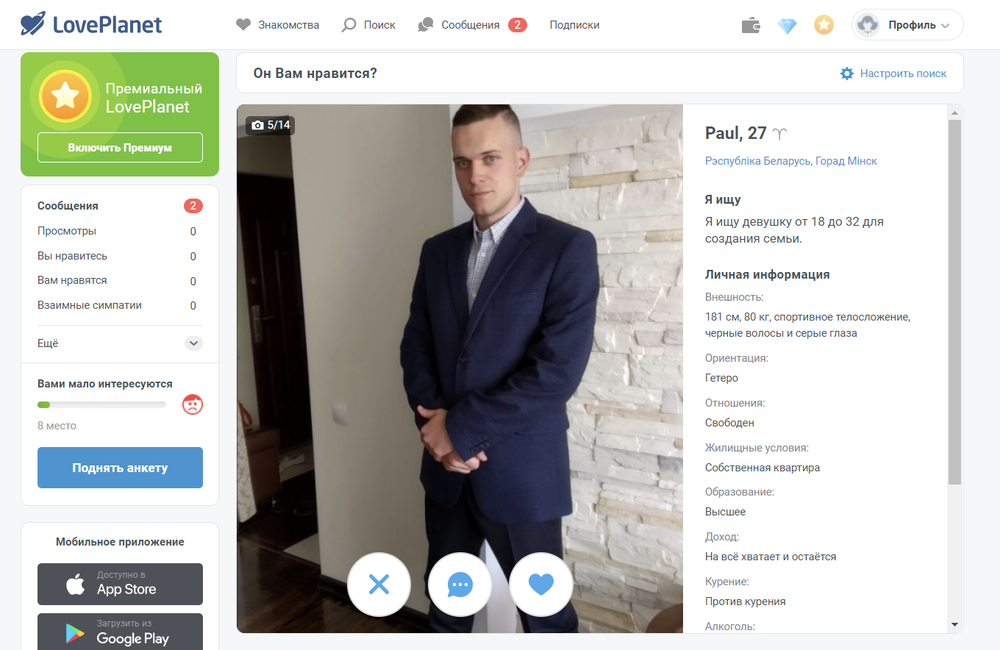 LovePlanet
Знакомства
Поиск
Сообщения 2
Подписки
Профиль
Премиальный
LovePlanet
Включить Премиум
Сообщения 2
Просмотры 0
Вы нравитесь 0
Вам нравятся 0
Взаимные симпатии 0
Ещё
Вами мало интересуются
8 место
Поднять анкету
Мобильное приложение
Доступно в
App Store
Загрузить из
Google Play
Он Вам нравится?
Настроить поиск
5/14
Paul, 27
Рэспубліка Беларусь, Горад Мінск
Я ищу
Я ищу девушку от 18 до 32 для
создания семьи.
Личная информация
Внешность:
181 см, 80 кг, спортивное телосложение,
черные волосы и серые глаза
Ориентация:
Гетеро
Отношения:
Свободен
Жилищные условия:
Собственная квартира
Образование:
Высшее
Доход:
На всё хватает и остаётся
Курение:
Против курения
Алкоголь: